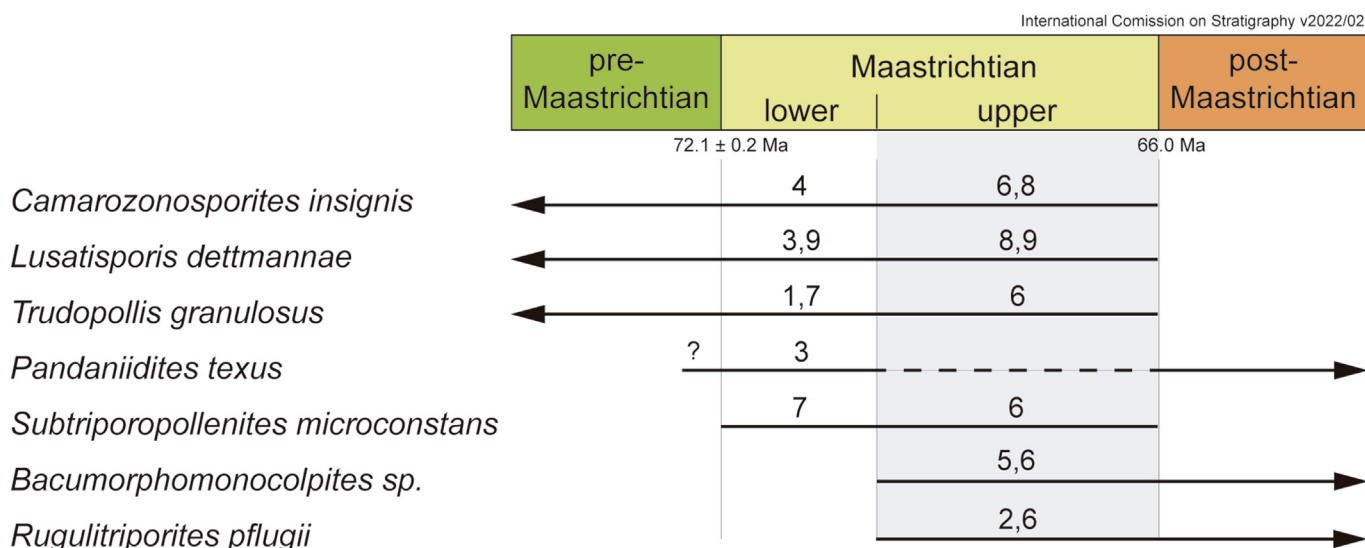 International Comission on Stratigraphy v2022/02
pre-
Maastrichtian
Maastrichtian
lower
upper
post-
Maastrichtian
72.1 ± 0.2 Ma
66.0 Ma
Camarozonosporites insignis 4 6,8
Lusatisporis dettmannae 3,9 8,9
Trudopollis granulosus 1,7 6
Pandaniidites texus ? 3
Subtriporopollenites microconstans 7 6
Bacumorphomonocolpites sp. 5,6
Rugulitriporites pflugii 2,6